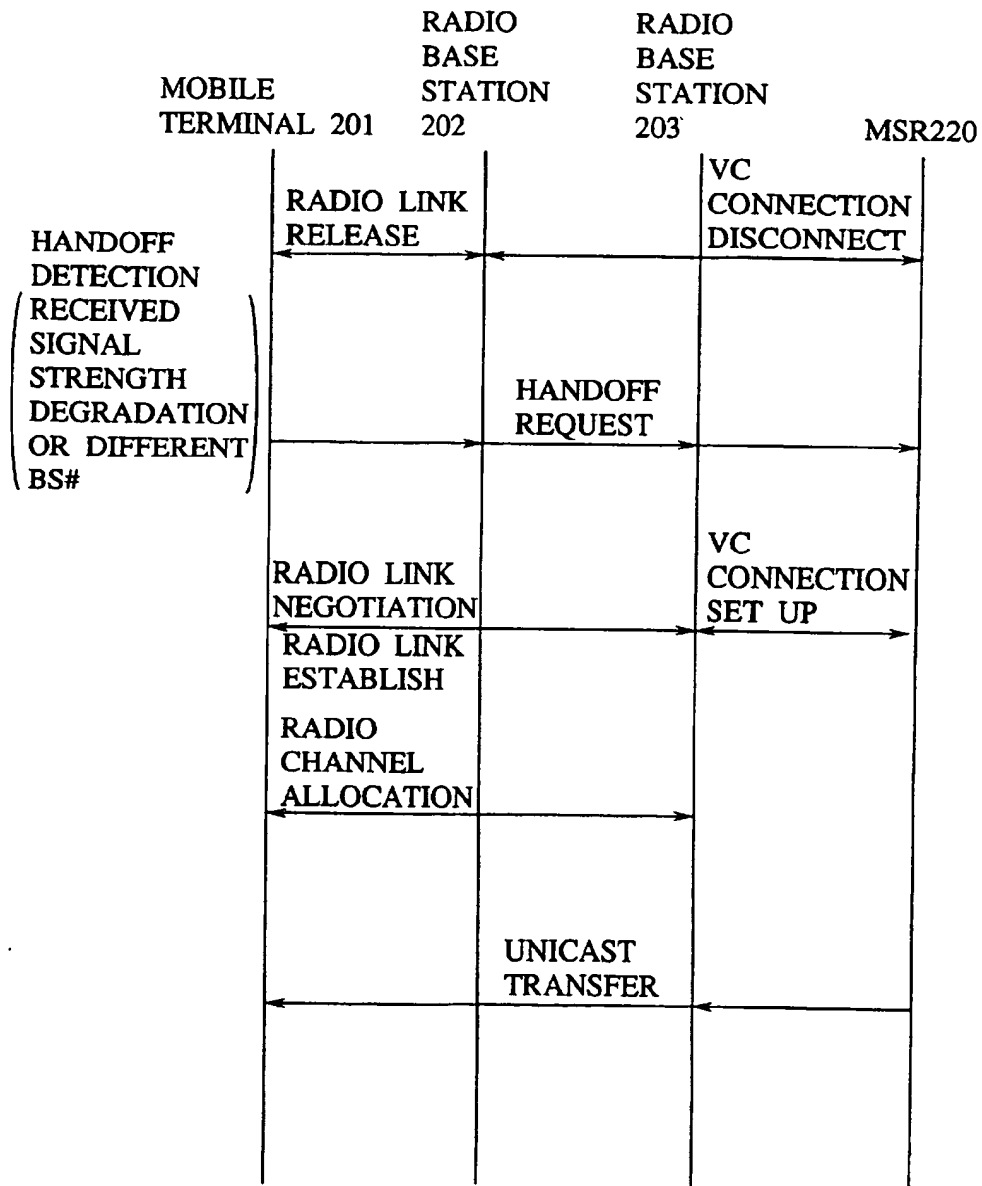 MOBILE
TERMINAL 201
RADIO
BASE
STATION
202
RADIO
BASE
STATION
203
MSR220
RADIO LINK
RELEASE
VC
CONNECTION
DISCONNECT
HANDOFF
DETECTION
RECEIVED
SIGNAL
STRENGTH
DEGRADATION
OR DIFFERENT
BS#
HANDOFF
REQUEST
RADIO LINK
NEGOTIATION
VC
CONNECTION
SET UP
RADIO LINK
ESTABLISH
RADIO
CHANNEL
ALLOCATION
UNICAST
TRANSFER